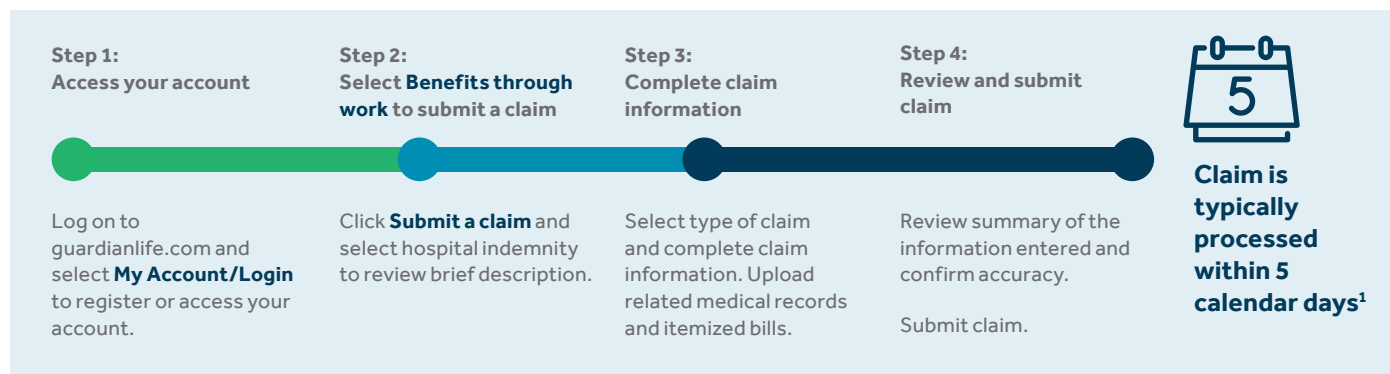 Step 1:
Access your account
Log on to
guardianlife.com and
select My Account/Login
to register or access your
account.
Step 2:
Select Benefits through
work to submit a claim
Click Submit a claim and
select hospital indemnity
to review brief description.
Step 3:
Complete claim
information
Select type of claim
and complete claim
information. Upload
related medical records
and itemized bills.
Step 4:
Review and submit
claim
Review summary of the
information entered and
confirm accuracy.
Submit claim.
5
Claim is
typically
processed
within 5
calendar days¹